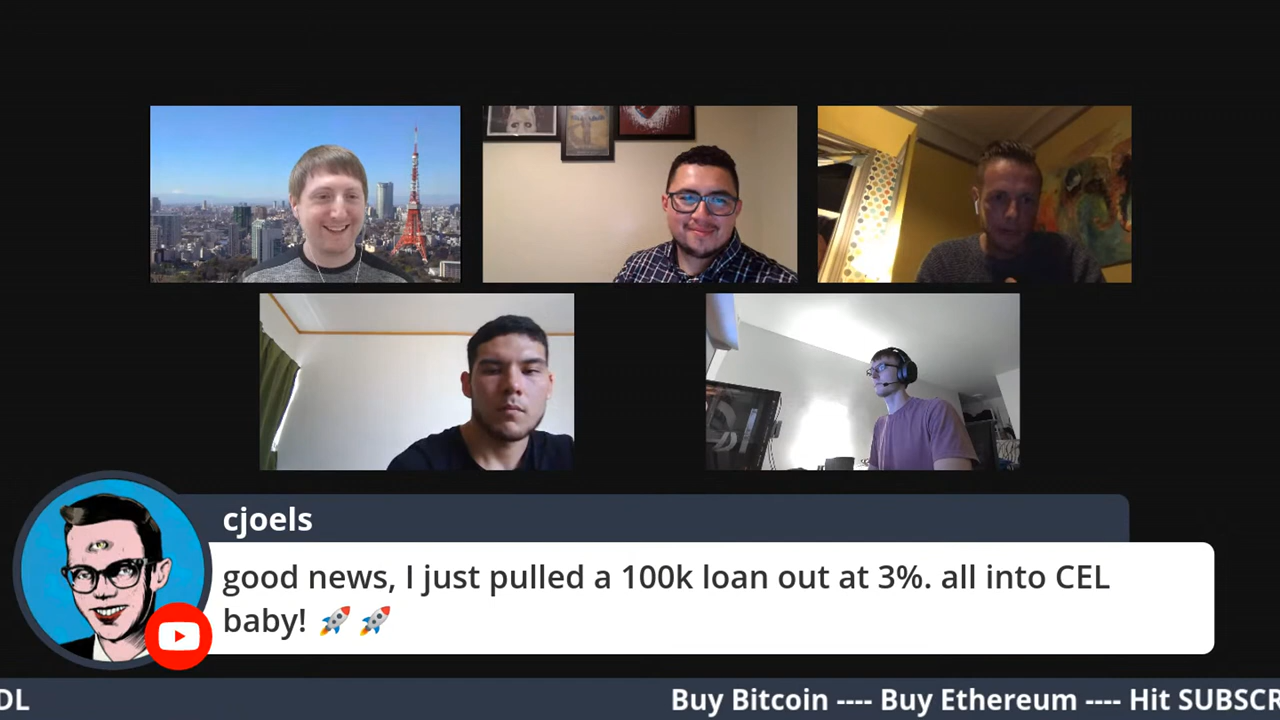 cjoels
good news, I just pulled a 100k loan out at 3%. all into CEL
baby! 🚀 🚀
DL Buy Bitcoin ---- Buy Ethereum ---- Hit SUBSCR